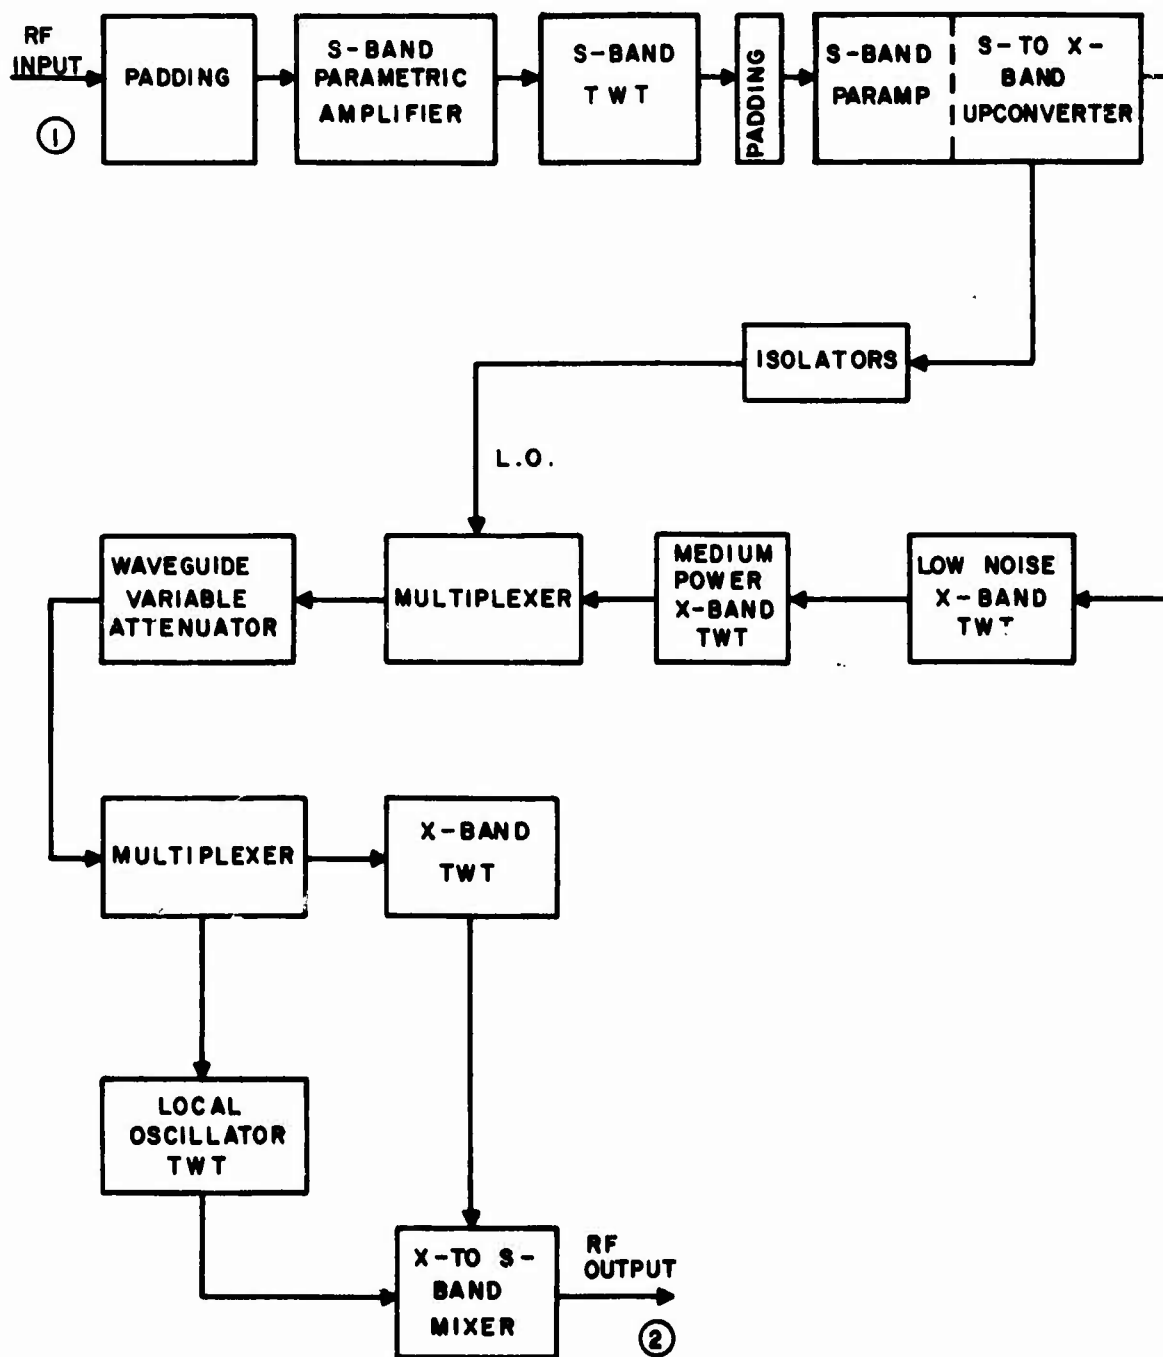 RF
INPUT
1
PADDING
S-BAND
PARAMETRIC
AMPLIFIER
S-BAND
TWT
PADDING
S-BAND
PARAMP
S-TO X-
BAND
UPCONVERTER
ISOLATORS
L.O.
WAVEGUIDE
VARIABLE
ATTENUATOR
MULTIPLEXER
MEDIUM
POWER
X-BAND
TWT
LOW NOISE
X-BAND
TWT
MULTIPLEXER
X-BAND
TWT
LOCAL
OSCILLATOR
TWT
X-TO S-
BAND
MIXER
RF
OUTPUT
2